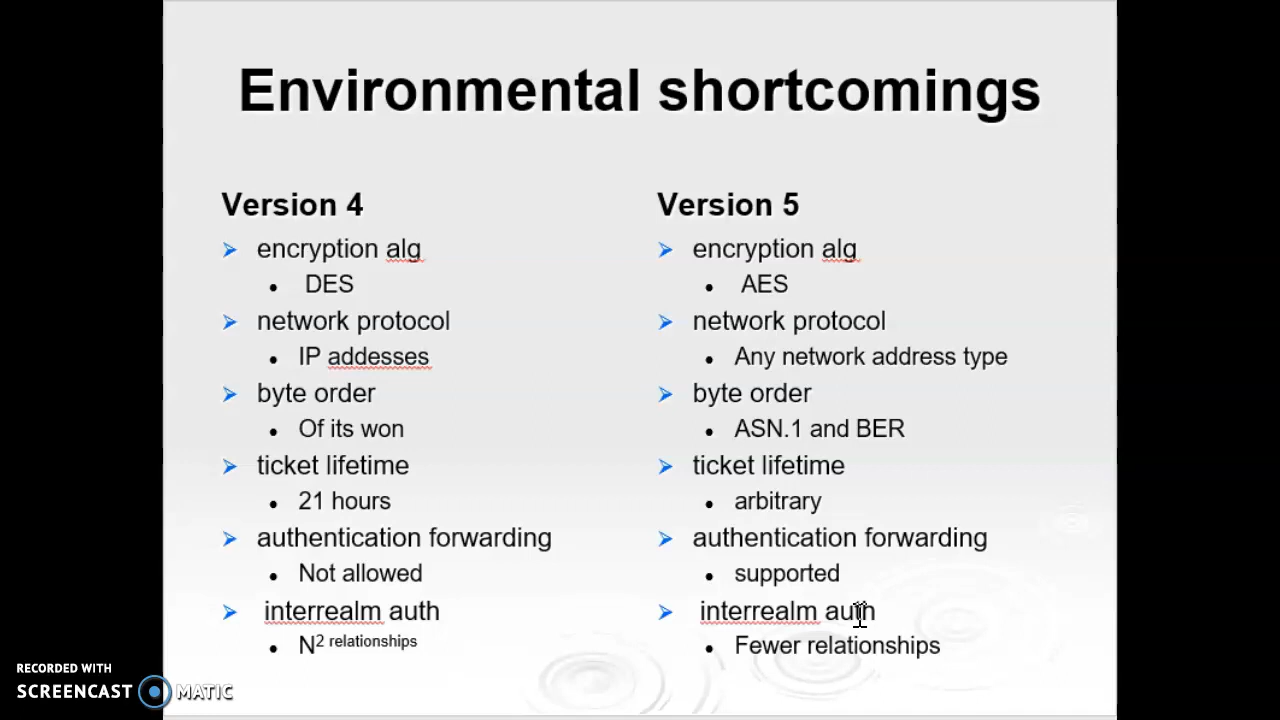 Environmental shortcomings
Version 4
encryption alg
DES
network protocol
IP addesses
byte order
Of its won
ticket lifetime
21 hours
authentication forwarding
Not allowed
interrealm auth
N² relationships
Version 5
encryption alg
AES
network protocol
Any network address type
byte order
ASN.1 and BER
ticket lifetime
arbitrary
authentication forwarding
supported
interrealm auth
Fewer relationships
RECORDED WITH
SCREENCAST MATIC